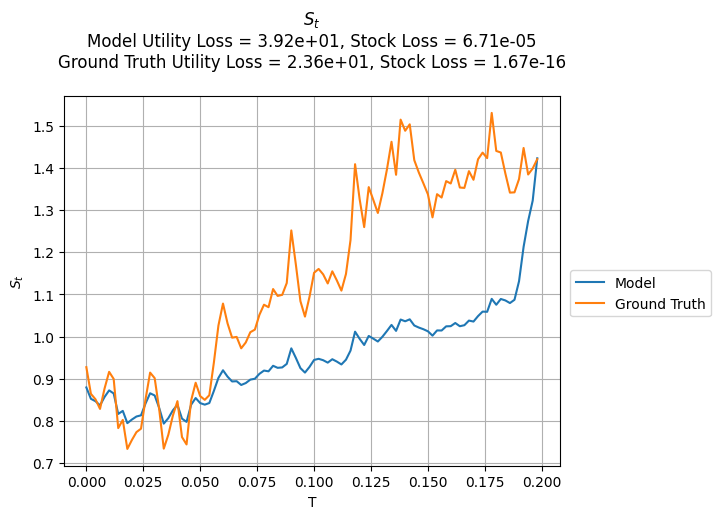 S_t
Model Utility Loss = 3.92e+01, Stock Loss = 6.71e-05
Ground Truth Utility Loss = 2.36e+01, Stock Loss = 1.67e-16
1.5
1.4
1.3
1.2
1.1
1.0
0.9
0.8
0.7
S_t
0.000
0.025
0.050
0.075
0.100
0.125
0.150
0.175
0.200
T
Model
Ground Truth